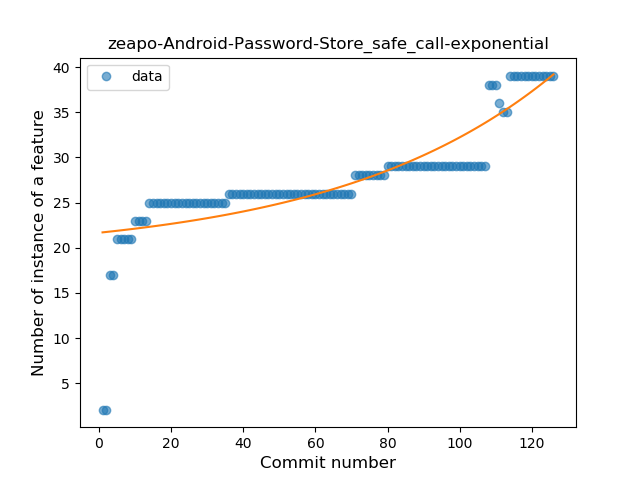 zeapo-Android-Password-Store_safe_call-exponential
data
Number of instance of a feature
40
35
30
25
20
15
10
5
0 20 40 60 80 100 120
Commit number